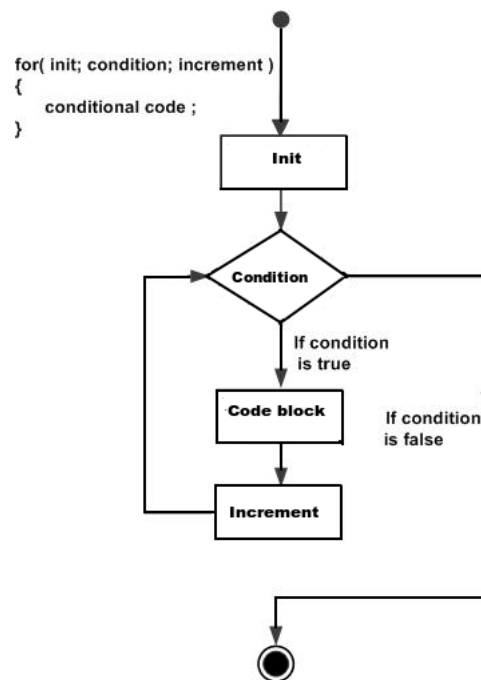 for( init; condition; increment )
{
conditional code ;
}
Init
Condition
If condition
is true
Code block
If condition
is false
Increment